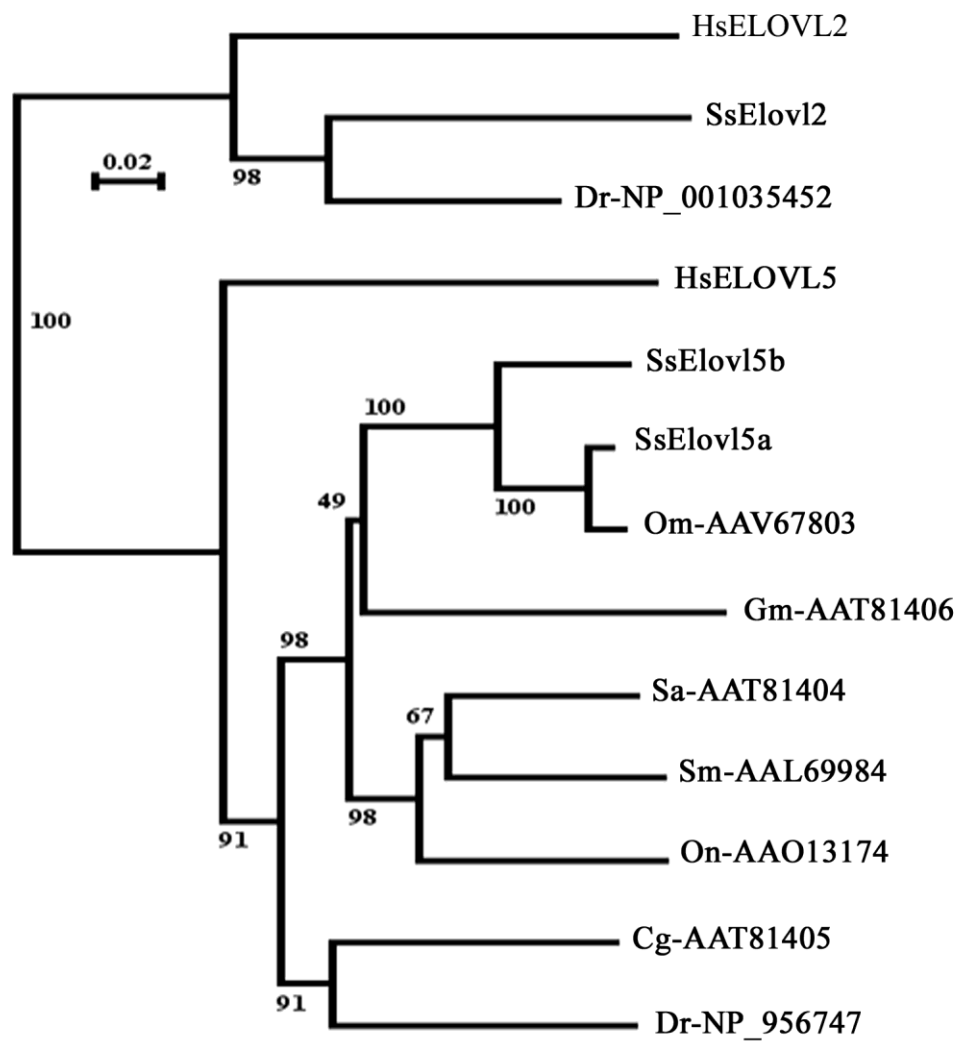 HsELOVL2
SsElovl2
0.02
98
Dr-NP_001035452
HsELOVL5
100
SsElovl5b
100
SsElovl5a
49
100
Om-AAV67803
Gm-AAT81406
98
Sa-AAT81404
67
Sm-AAL69984
98
91
On-AAO13174
Cg-AAT81405
91
Dr-NP_956747